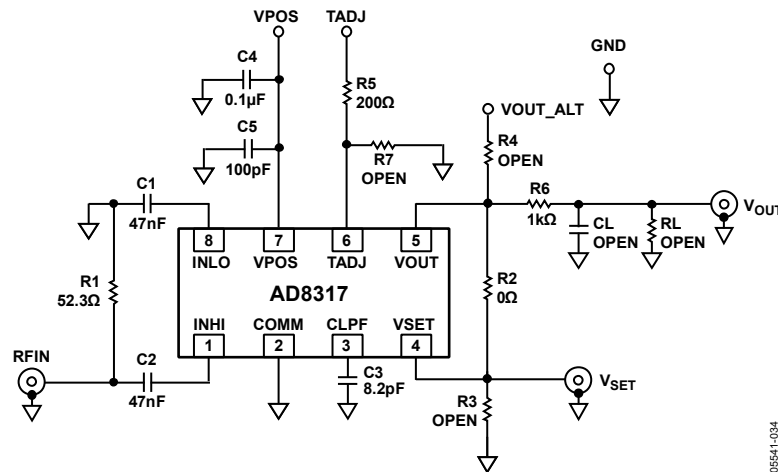 VPOS
TADJ
GND
C4
0.1µF
R5
200Ω
VOUT_ALT
C5
100pF
R7
OPEN
R4
OPEN
C1
47nF
R6
1kΩ
VOUT
CL
OPEN
RL
OPEN
8
7
6
5
INLO
VPOS
TADJ
VOUT
R1
52.3Ω
AD8317
R2
0Ω
INHI
COMM
CLPF
VSET
1
2
3
4
RFIN
C2
47nF
C3
8.2pF
VSET
R3
OPEN
05541-034